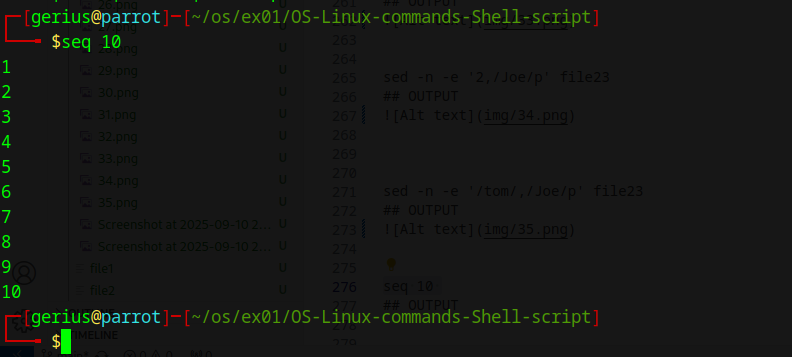 ┌─[gerius@parrot]─[~/os/ex01/OS-Linux-commands-Shell-script]
└──╼ $seq 10
1
2
3
4
5
6
7
8
9
10
┌─[gerius@parrot]─[~/os/ex01/OS-Linux-commands-Shell-script]
└──╼ $
29.png U
30.png U
31.png U
32.png U
33.png U
34.png U
35.png U
Screenshot at 2025-09-10 2... U
Screenshot at 2025-09-10 2... U
file1 U
file2 U
263
264
265 sed -n -e '2,/Joe/p' file23
266 ## OUTPUT
267 ![Alt text](img/34.png)
268
269
270
271 sed -n -e '/tom/,/Joe/p' file23
272 ## OUTPUT
273 ![Alt text](img/35.png)
274
275
276 seq 10
277 ## OUTPUT
278